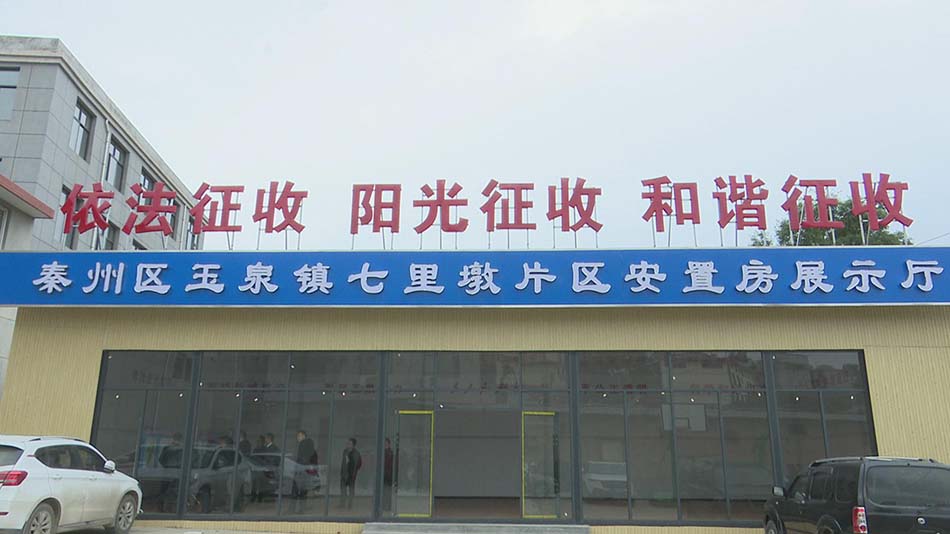 依法征收 阳光征收 和谐征收
秦州区玉泉镇七里墩片区安置房展示厅